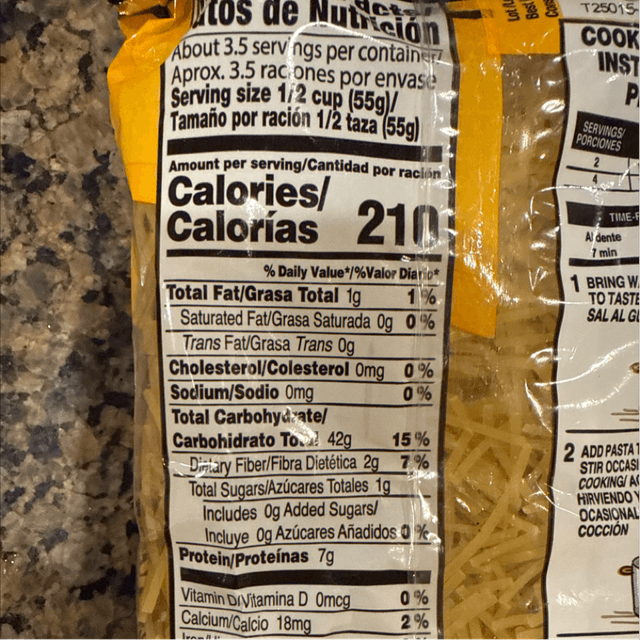 tos de Nutrición
About 3.5 servings per container/
Aprox. 3.5 raciones por envase
Serving size 1/2 cup (55g)/
Tamaño por ración 1/2 taza (55g)
Amount per serving/Cantidad por ración
Calories/
Calorías 210
% Daily Value*/%Valor Diario*
Total Fat/Grasa Total 1g 1%
Saturated Fat/Grasa Saturada 0g 0%
Trans Fat/Grasa Trans 0g
Cholesterol/Colesterol 0mg 0%
Sodium/Sodio 0mg 0%
Total Carbohydrate/
Carbohidrato Total 42g 15%
Dietary Fiber/Fibra Dietética 2g 7%
Total Sugars/Azúcares Totales 1g
Includes 0g Added Sugars/
Incluye 0g Azúcares Añadidos 0%
Protein/Proteínas 7g
Vitamin D/Vitamina D 0mcg 0%
Calcium/Calcio 18mg 2%
Iron/
T25015
COOK
INST
P
SERVINGS/
PORCIONES
2
4
TIME-
Al dente
7 min
1 BRING W
TO TASTE
SAL AL GU
2 ADD PASTA
STIR OCCASI
COOKING/ AG
HIRVIENDO
OCASIONAL
COCCIÓN